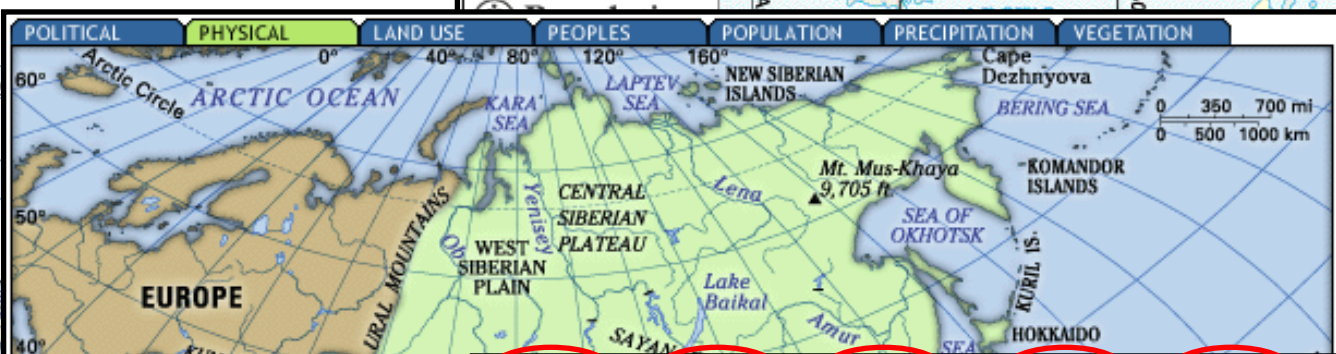 POLITICAL PHYSICAL LAND USE PEOPLES POPULATION PRECIPITATION VEGETATION
0° 40° 80° 120° 160°
60°
Arctic Circle
ARCTIC OCEAN
KARA
SEA
LAPTEV
SEA
NEW SIBERIAN
ISLANDS
Cape
Dezhnyova
BERING SEA
0 350 700 mi
0 500 1000 km
KOMANDOR
ISLANDS
Mt. Mus-Khaya
9,705 ft
Lena
CENTRAL
SIBERIAN
PLATEAU
Yenisey
50°
Ob
WEST
SIBERIAN
PLAIN
URAL MOUNTAINS
SEA OF
OKHOTSK
KURIL IS.
EUROPE
Lake
Baikal
Amur
SAYAN
HOKKAIDO
SEA
40°